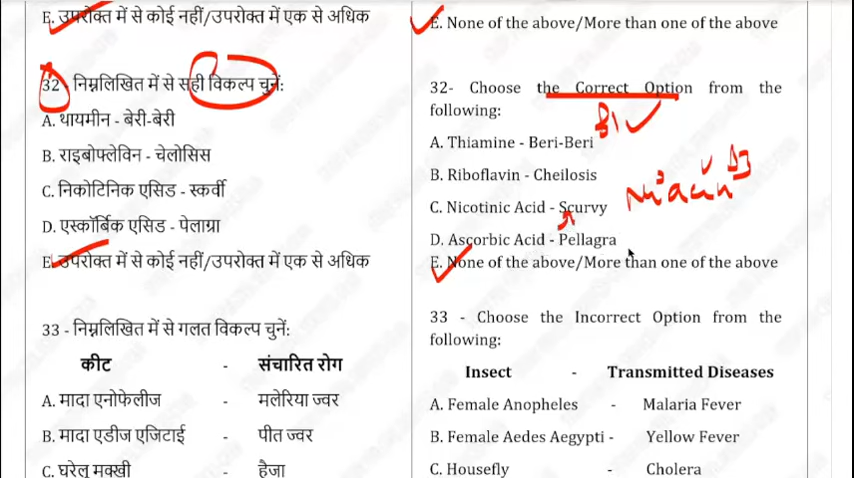 E. उपरोक्त में से कोई नहीं/उपरोक्त में एक से अधिक
32 - निम्नलिखित में से सही विकल्प चुनें:
A. थायमीन - बेरी-बेरी
B. राइबोफ्लेविन - चेलोसिस
C. निकोटिनिक एसिड - स्कर्वी
D. एस्कॉर्बिक एसिड - पेलाग्रा
E. उपरोक्त में से कोई नहीं/उपरोक्त में एक से अधिक
33 - निम्नलिखित में से गलत विकल्प चुनें:
कीट - संचारित रोग
A. मादा एनोफेलीज - मलेरिया ज्वर
B. मादा एडीज एजिटाई - पीत ज्वर
C. घरेलू मक्खी - हैजा
E. None of the above/More than one of the above
32- Choose the Correct Option from the
following:
B1
A. Thiamine - Beri-Beri
B. Riboflavin - Cheilosis
C. Nicotinic Acid - Scurvy
Niacin B3
D. Ascorbic Acid - Pellagra
E. None of the above/More than one of the above
33 - Choose the Incorrect Option from the
following:
Insect - Transmitted Diseases
A. Female Anopheles - Malaria Fever
B. Female Aedes Aegypti - Yellow Fever
C. Housefly - Cholera